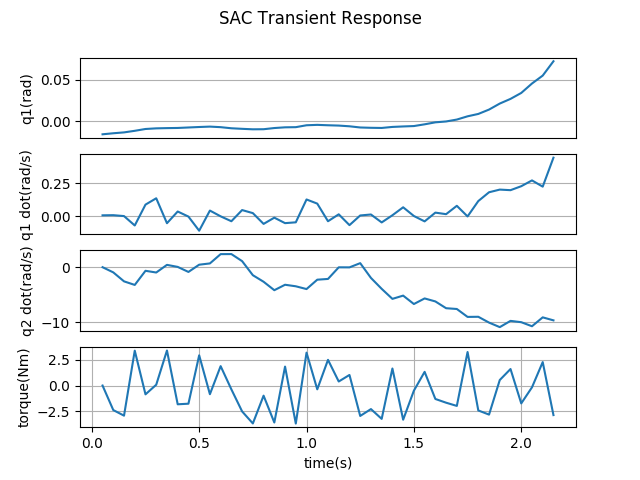 SAC Transient Response
q1(rad)
0.05
0.00
q1 dot(rad/s)
0.25
0.00
q2 dot(rad/s)
0
−10
torque(Nm)
2.5
0.0
−2.5
0.0 0.5 1.0 1.5 2.0
time(s)